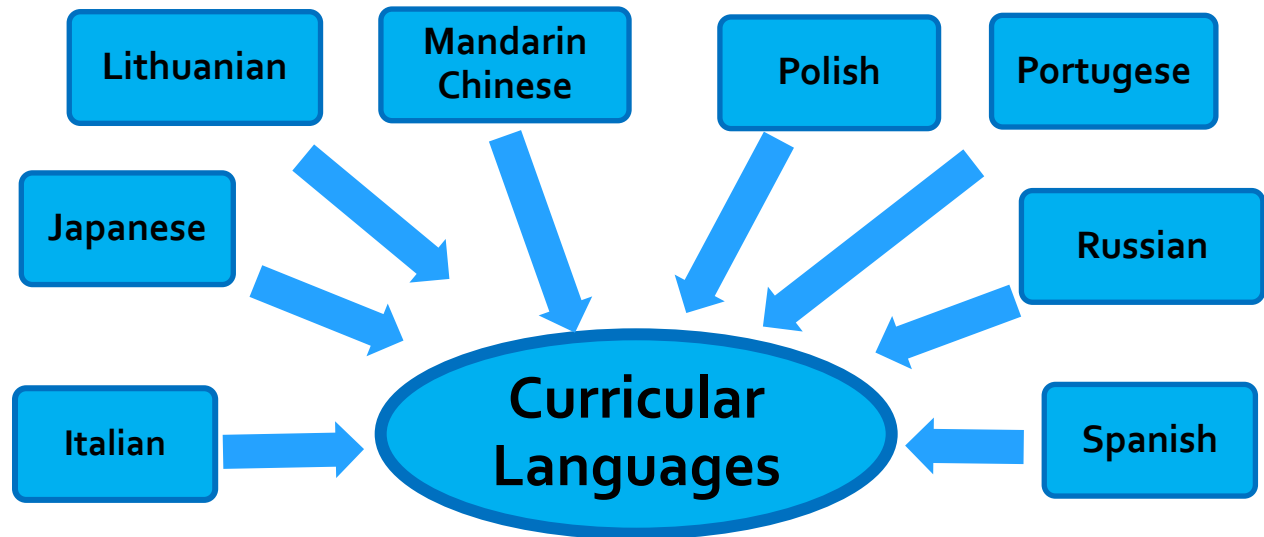 Lithuanian
Mandarin
Chinese
Polish
Portugese
Japanese
Russian
Italian
Curricular
Languages
Spanish